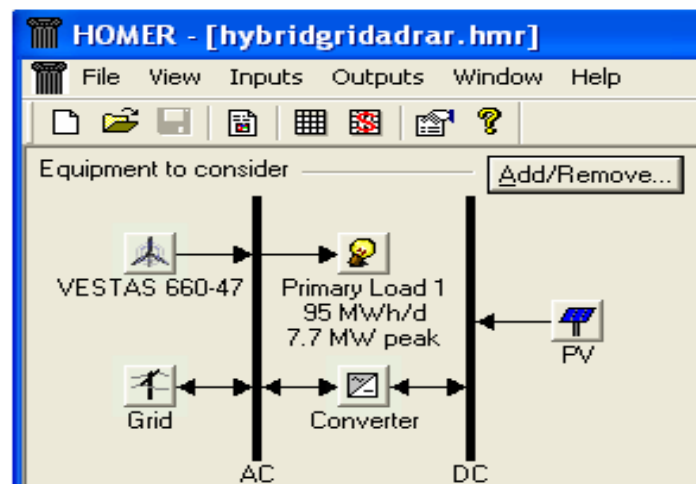 HOMER - [hybridgridadrar.hmr]
File View Inputs Outputs Window Help
Equipment to consider Add/Remove...
VESTAS 660-47
Primary Load 1
95 MWh/d
7.7 MW peak
PV
Grid
Converter
AC
DC